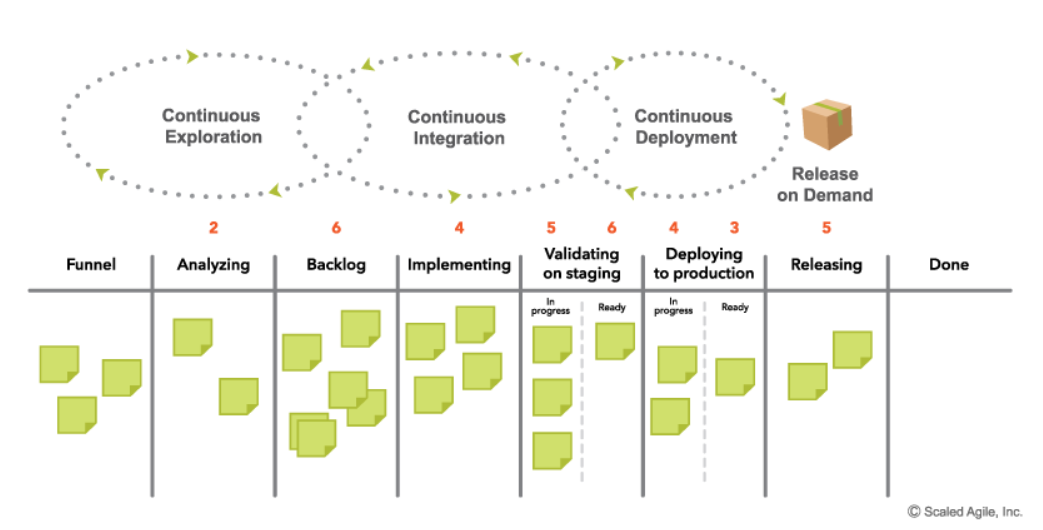 Continuous
Exploration
Continuous
Integration
Continuous
Deployment
Release
on Demand
2
6
4
5
6
4
3
5
Funnel
Analyzing
Backlog
Implementing
Validating
on staging
Deploying
to production
Releasing
Done
In
progress
Ready
In
progress
Ready
© Scaled Agile, Inc.